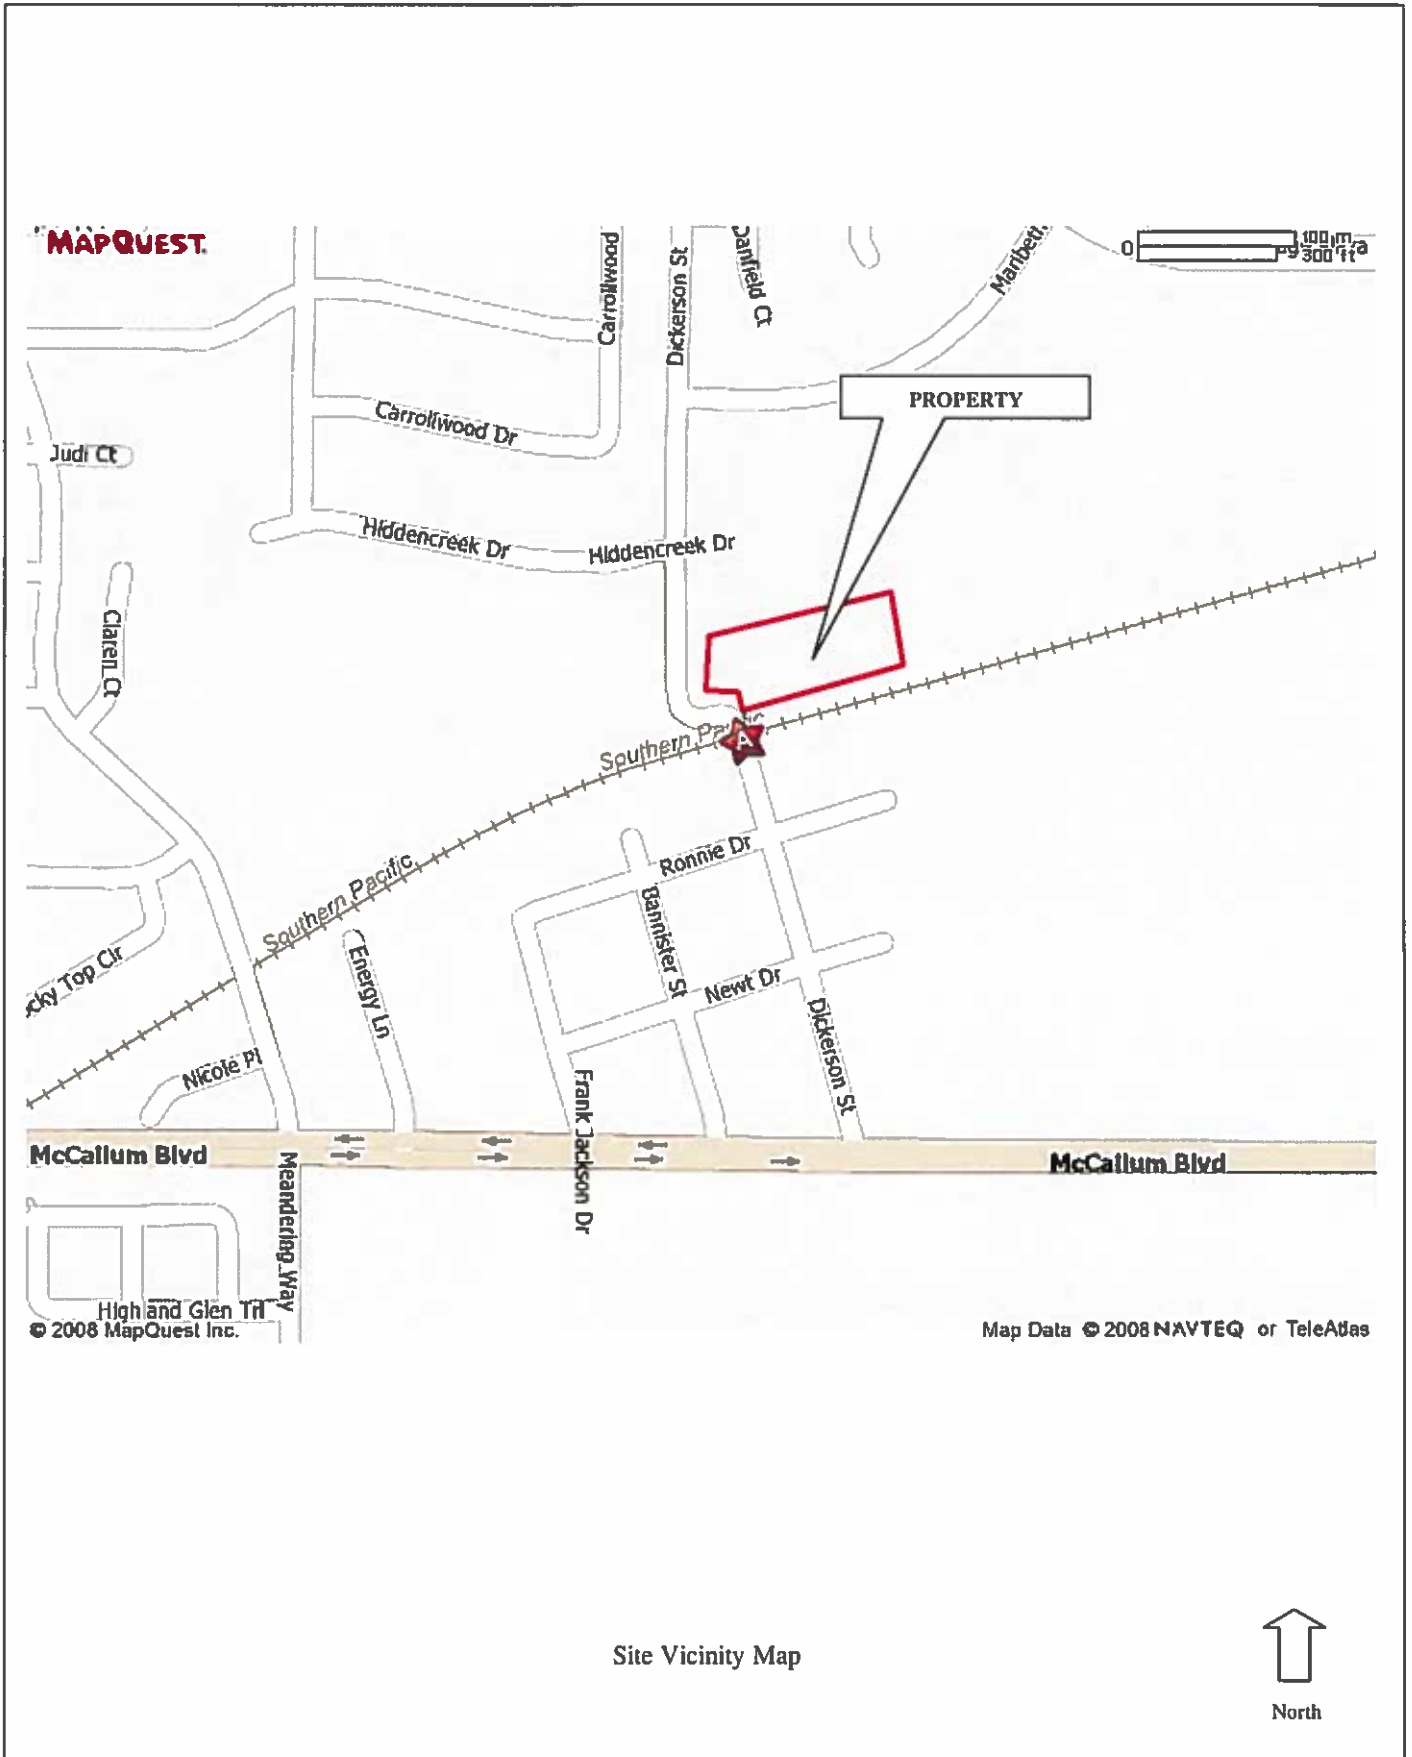 MAPQUEST
0
100 m
300 ft
Carrollwood
Dickerson St
Danfield Ct
PROPERTY
Carrollwood Dr
Judi Ct
Hiddencreek Dr
Hiddencreek Dr
Claren Ct
Southern
A
Southern Pacific
Ronnie Dr
Bannister St
Energy Ln
Newt Dr
Top Cir
Dickerson St
Nicole Pl
Frank Jackson Dr
McCallum Blvd
McCallum Blvd
Meandering Way
Highland Glen Trl
© 2008 MapQuest Inc.
Map Data © 2008 NAVTEQ or TeleAtlas
Site Vicinity Map
North